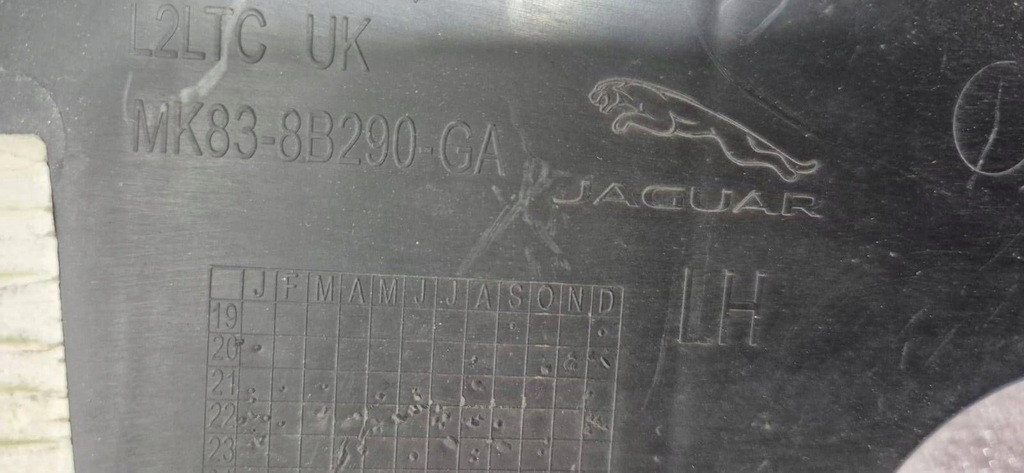 L2LTC UK
MK83-8B290-GA
JAGUAR
LH
J F M A M J J A S O N D
19
20
21
22
23